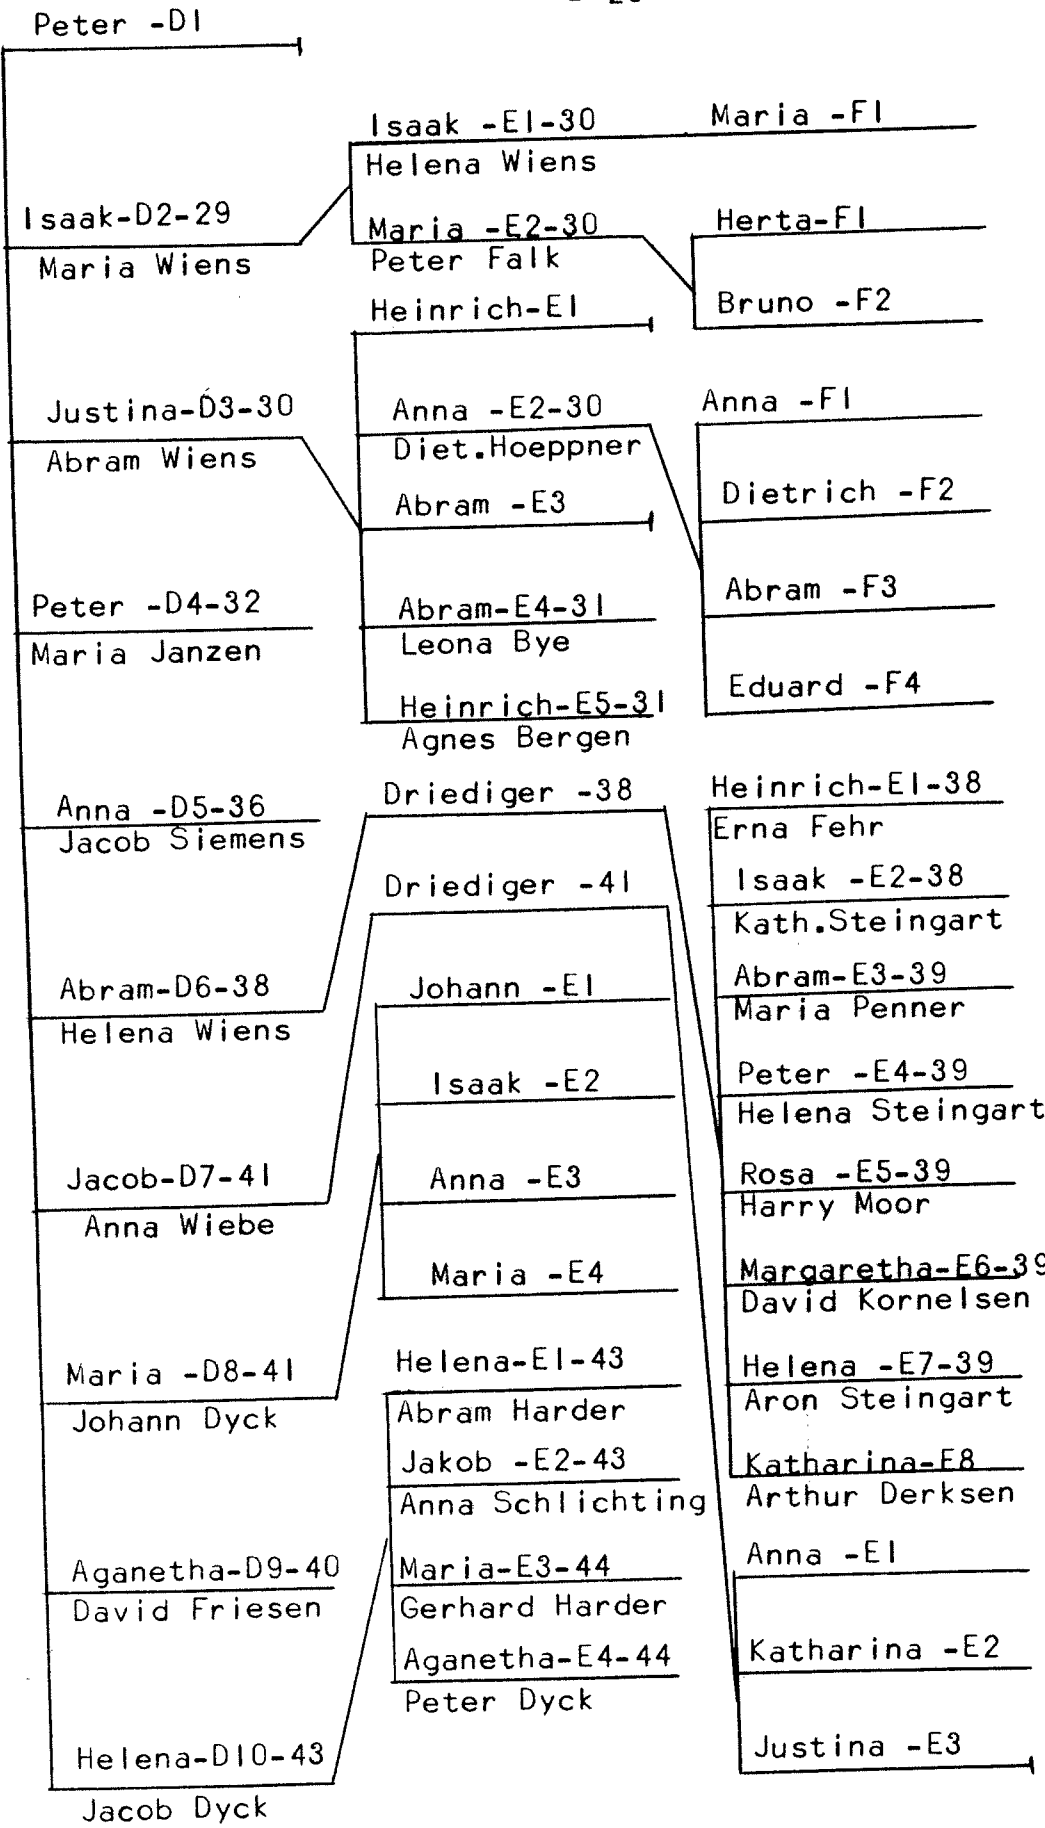 Peter -D1
Isaak-D2-29
Maria Wiens
Justina-D3-30
Abram Wiens
Peter -D4-32
Maria Janzen
Anna -D5-36
Jacob Siemens
Abram-D6-38
Helena Wiens
Jacob-D7-41
Anna Wiebe
Maria -D8-41
Johann Dyck
Aganetha-D9-40
David Friesen
Helena-D10-43
Jacob Dyck
Isaak -E1-30
Helena Wiens
Maria -E2-30
Peter Falk
Heinrich-E1
Anna -E2-30
Diet.Hoeppner
Abram -E3
Abram-E4-31
Leona Bye
Heinrich-E5-31
Agnes Bergen
Driediger -38
Driediger -41
Johann -E1
Isaak -E2
Anna -E3
Maria -E4
Helena-E1-43
Abram Harder
Jakob -E2-43
Anna Schlichting
Maria-E3-44
Gerhard Harder
Aganetha-E4-44
Peter Dyck
Maria -F1
Herta-F1
Bruno -F2
Anna -F1
Dietrich -F2
Abram -F3
Eduard -F4
Heinrich-E1-38
Erna Fehr
Isaak -E2-38
Kath.Steingart
Abram-E3-39
Maria Penner
Peter -E4-39
Helena Steingart
Rosa -E5-39
Harry Moor
Margaretha-E6-39
David Kornelsen
Helena -E7-39
Aron Steingart
Katharina-E8
Arthur Derksen
Anna -E1
Katharina -E2
Justina -E3